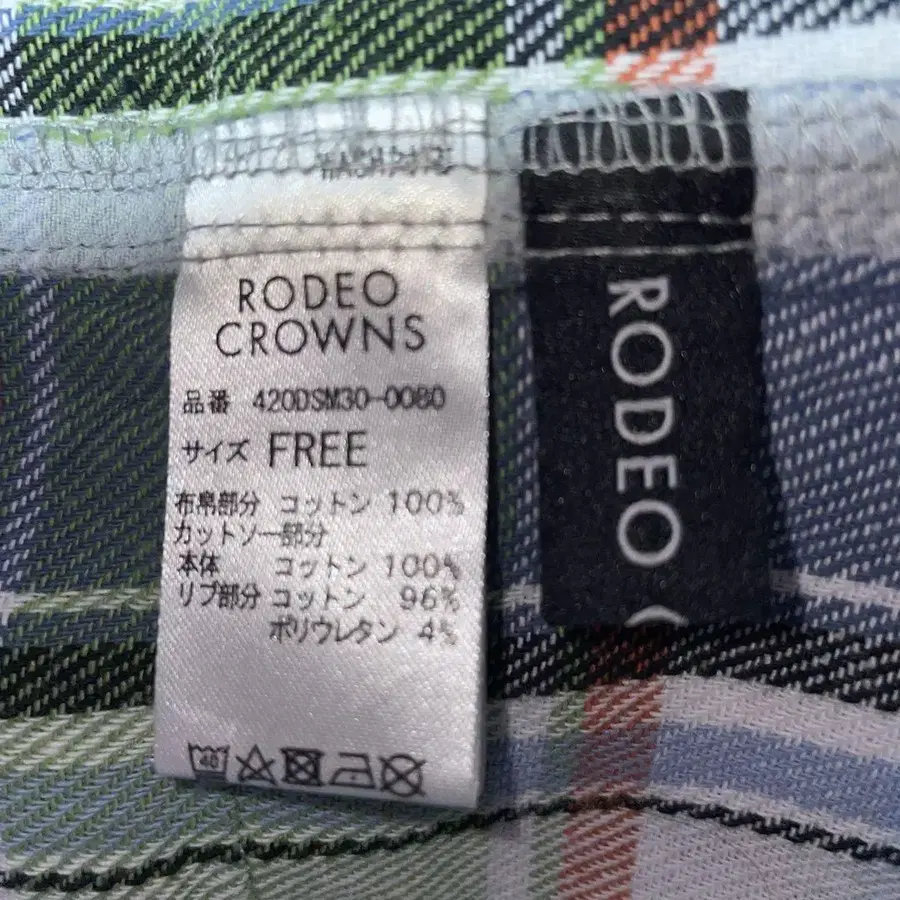 RODEO
CROWNS
品番 420DSM30-0080
サイズ FREE
布帛部分 コットン 100%
カットソー部分
本体 コットン 100%
リブ部分 コットン 96%
ポリウレタン 4%
40
RODEO